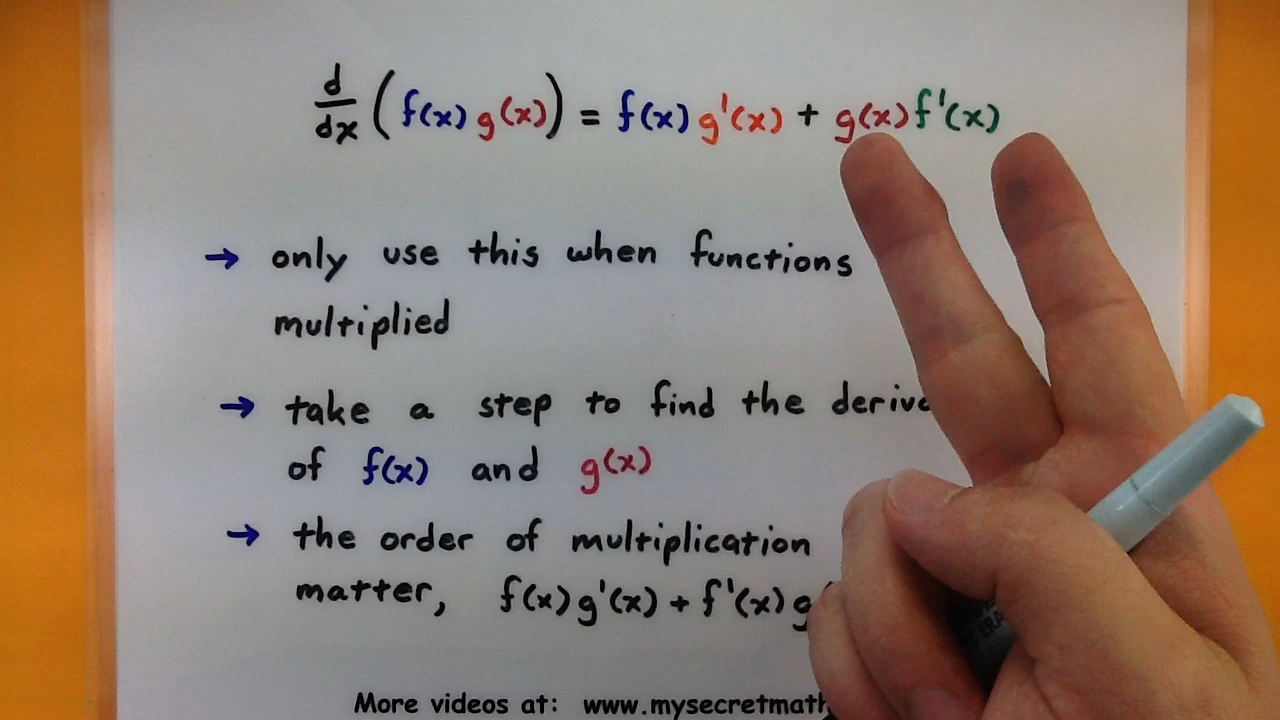 d/dx (f(x) g(x)) = f(x) g'(x) + g(x) f'(x)
→ only use this when functions
multiplied
→ take a step to find the
of f(x) and g(x)
→ the order of multiplication
matter, f(x) g'(x) + f'(x) g
More videos at: www.mysecretmath